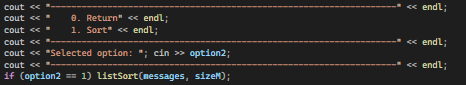 cout << "----------------------------------------------------------------------" << endl;
cout << "    0. Return" << endl;
cout << "    1. Sort" << endl;
cout << "----------------------------------------------------------------------" << endl;
cout << "Selected option: "; cin >> option2;
cout << "----------------------------------------------------------------------" << endl;
if (option2 == 1) listSort(messages, sizeM);